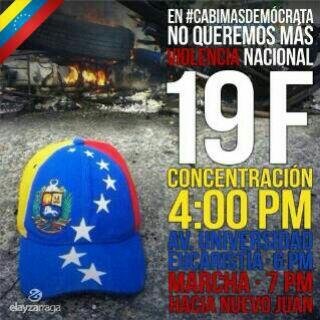 EN #CABIMASDEMÓCRATA
NO QUEREMOS MÁS
VIOLENCIA NACIONAL
19F
CONCENTRACIÓN
4:00 PM
AV. UNIVERSIDAD
EUCARISTÍA · 6 PM
MARCHA · 7 PM
HACIA NUEVO JUAN
elayzarraga